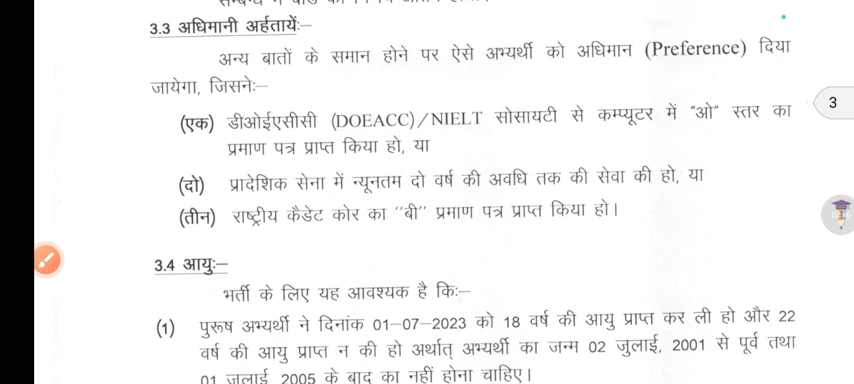 3.3 अधिमानी अर्हतायें:–
अन्य बातों के समान होने पर ऐसे अभ्यर्थी को अधिमान (Preference) दिया
जायेगा, जिसने:–
(एक) डीओईएसीसी (DOEACC)/NIELT सोसायटी से कम्प्यूटर में "ओ" स्तर का
प्रमाण पत्र प्राप्त किया हो, या
(दो) प्रादेशिक सेना में न्यूनतम दो वर्ष की अवधि तक की सेवा की हो, या
(तीन) राष्ट्रीय कैडेट कोर का ''बी'' प्रमाण पत्र प्राप्त किया हो।
3
3.4 आयु:–
भर्ती के लिए यह आवश्यक है कि:–
(1) पुरूष अभ्यर्थी ने दिनांक 01–07–2023 को 18 वर्ष की आयु प्राप्त कर ली हो और 22
वर्ष की आयु प्राप्त न की हो अर्थात् अभ्यर्थी का जन्म 02 जुलाई, 2001 से पूर्व तथा
01 जुलाई, 2005 के बाद का नहीं होना चाहिए।